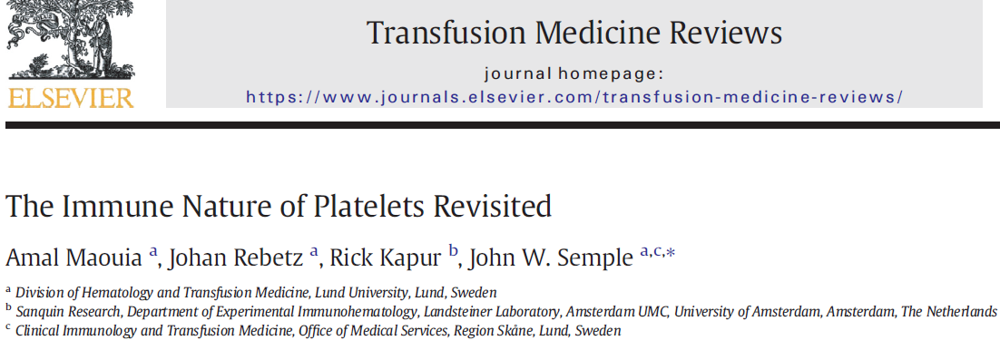 ELSEVIER
Transfusion Medicine Reviews
journal homepage:
https://www.journals.elsevier.com/transfusion-medicine-reviews/
The Immune Nature of Platelets Revisited
Amal Maouia a, Johan Rebetz a, Rick Kapur b, John W. Semple a,c,*
a Division of Hematology and Transfusion Medicine, Lund University, Lund, Sweden
b Sanquin Research, Department of Experimental Immunohematology, Landsteiner Laboratory, Amsterdam UMC, University of Amsterdam, Amsterdam, The Netherlands
c Clinical Immunology and Transfusion Medicine, Office of Medical Services, Region Skåne, Lund, Sweden